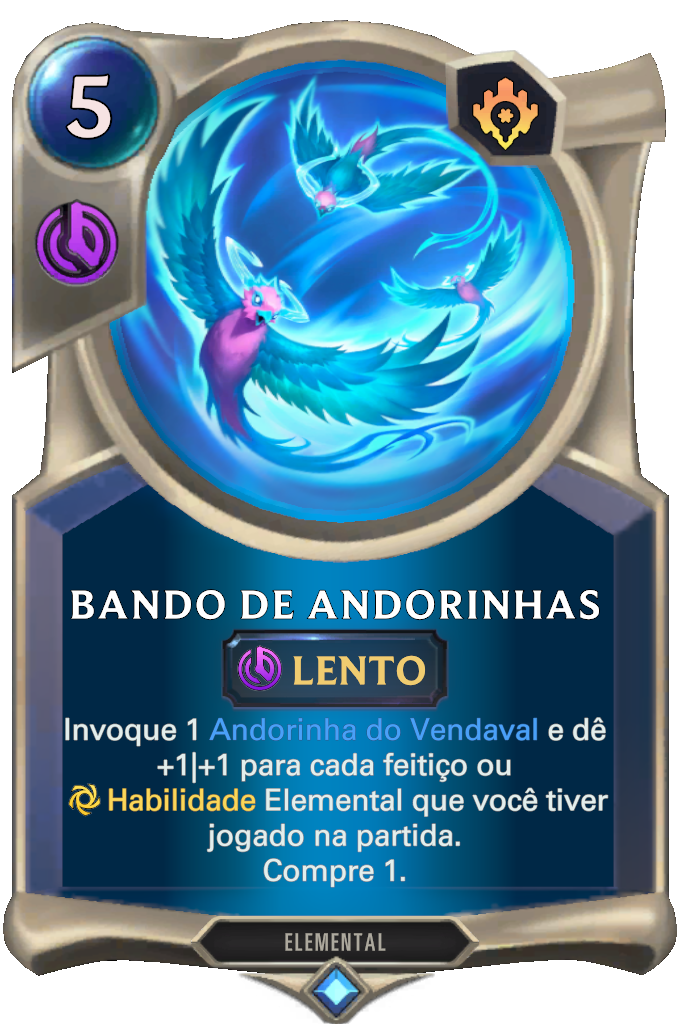 5
BANDO DE ANDORINHAS
LENTO
Invoque 1 Andorinha do Vendaval e dê
+1|+1 para cada feitiço ou
Habilidade Elemental que você tiver
jogado na partida.
Compre 1.
ELEMENTAL